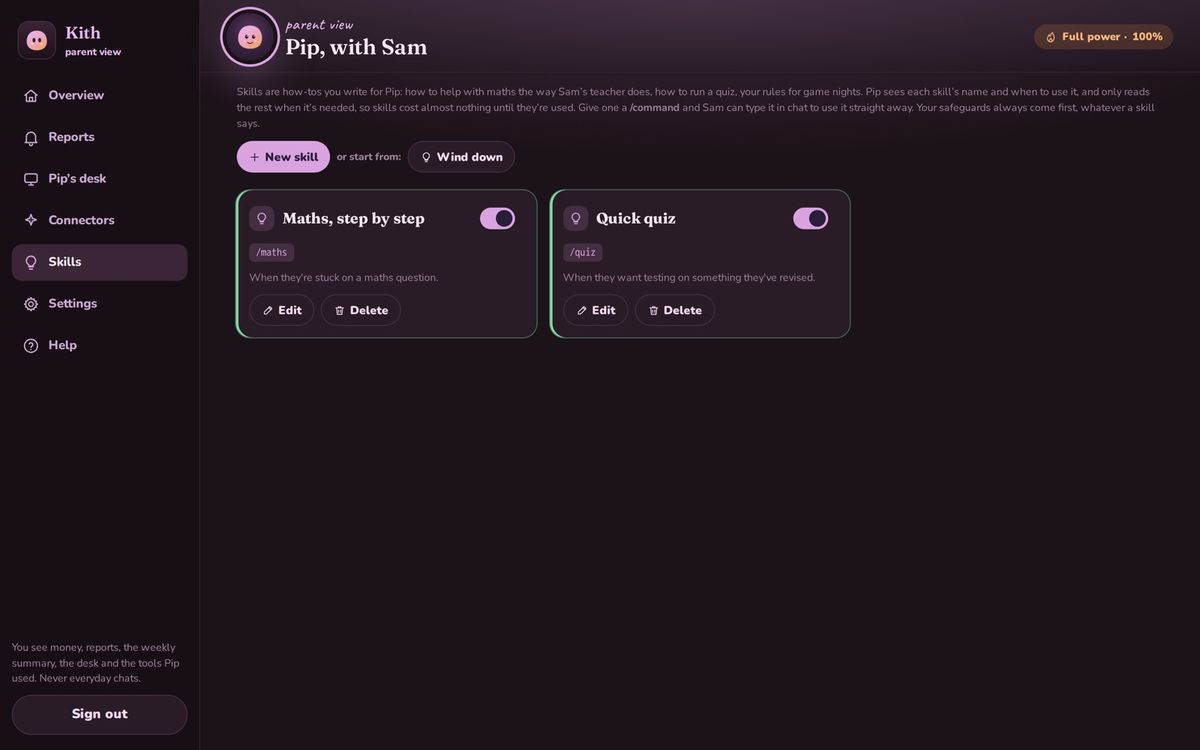 Kith
parent view
Overview
Reports
Pip's desk
Connectors
Skills
Settings
Help
You see money, reports, the weekly
summary, the desk and the tools Pip
used. Never everyday chats.
Sign out
parent view
Pip, with Sam
Full power · 100%
Skills are how-tos you write for Pip: how to help with maths the way Sam's teacher does, how to run a quiz, your rules for game nights. Pip sees each skill's name and when to use it, and only reads
the rest when it's needed, so skills cost almost nothing until they're used. Give one a /command and Sam can type it in chat to use it straight away. Your safeguards always come first, whatever a skill
says.
New skill
or start from:
Wind down
Maths, step by step
/maths
When they're stuck on a maths question.
Edit
Delete
Quick quiz
/quiz
When they want testing on something they've revised.
Edit
Delete